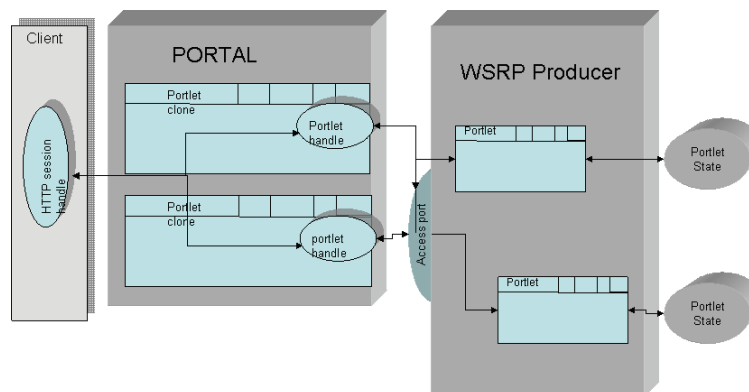 Client
PORTAL
WSRP Producer
Portlet
clone
Portlet
handle
HTTP session
handle
Portlet
clone
portlet
handle
Access port
Portlet
Portlet
State
Portlet
Portlet
State